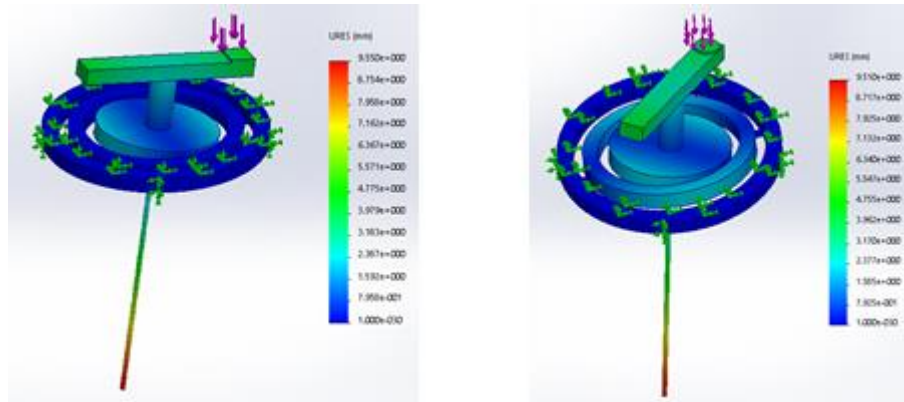 URES (mm)
9.550e+000
8.754e+000
7.958e+000
7.162e+000
6.367e+000
5.571e+000
4.775e+000
3.979e+000
3.183e+000
2.387e+000
1.592e+000
7.958e-001
1.000e-030
URES (mm)
9.510e+000
8.717e+000
7.925e+000
7.132e+000
6.340e+000
5.547e+000
4.755e+000
3.962e+000
3.170e+000
2.377e+000
1.585e+000
7.925e-001
1.000e-030